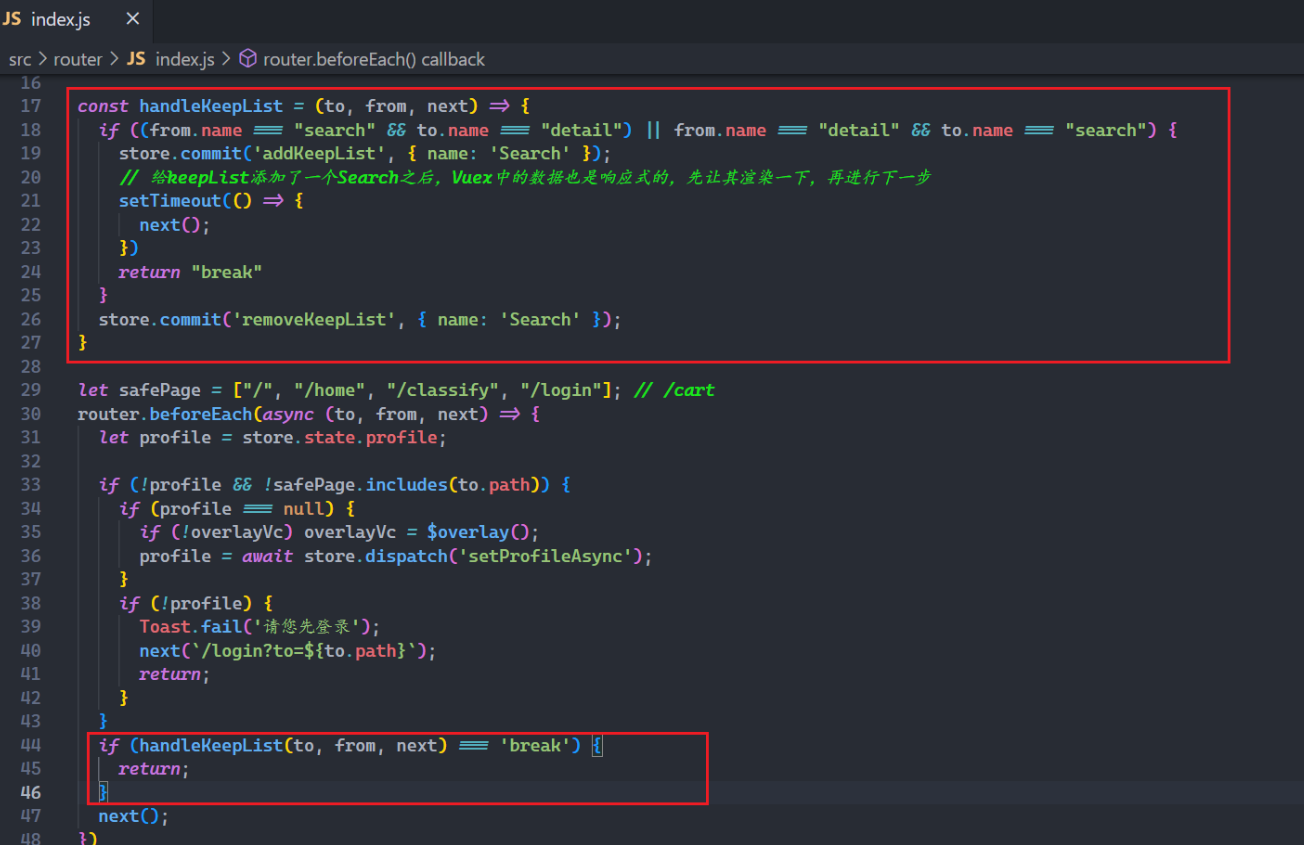 JS index.js ×
src > router > JS index.js > router.beforeEach() callback
16
17 const handleKeepList = (to, from, next) => {
18 if ((from.name === "search" && to.name === "detail") || from.name === "detail" && to.name === "search") {
19 store.commit('addKeepList', { name: 'Search' });
20 // 给keepList添加了一个Search之后，Vuex中的数据也是响应式的，先让其渲染一下，再进行下一步
21 setTimeout(() => {
22 next();
23 })
24 return "break"
25 }
26 store.commit('removeKeepList', { name: 'Search' });
27 }
28
29 let safePage = ["/", "/home", "/classify", "/login"]; // /cart
30 router.beforeEach(async (to, from, next) => {
31 let profile = store.state.profile;
32
33 if (!profile && !safePage.includes(to.path)) {
34 if (profile === null) {
35 if (!overlayVc) overlayVc = $overlay();
36 profile = await store.dispatch('setProfileAsync');
37 }
38 if (!profile) {
39 Toast.fail('请您先登录');
40 next(`/login?to=${to.path}`);
41 return;
42 }
43 }
44 if (handleKeepList(to, from, next) === 'break') {
45 return;
46 }
47 next();
48 })